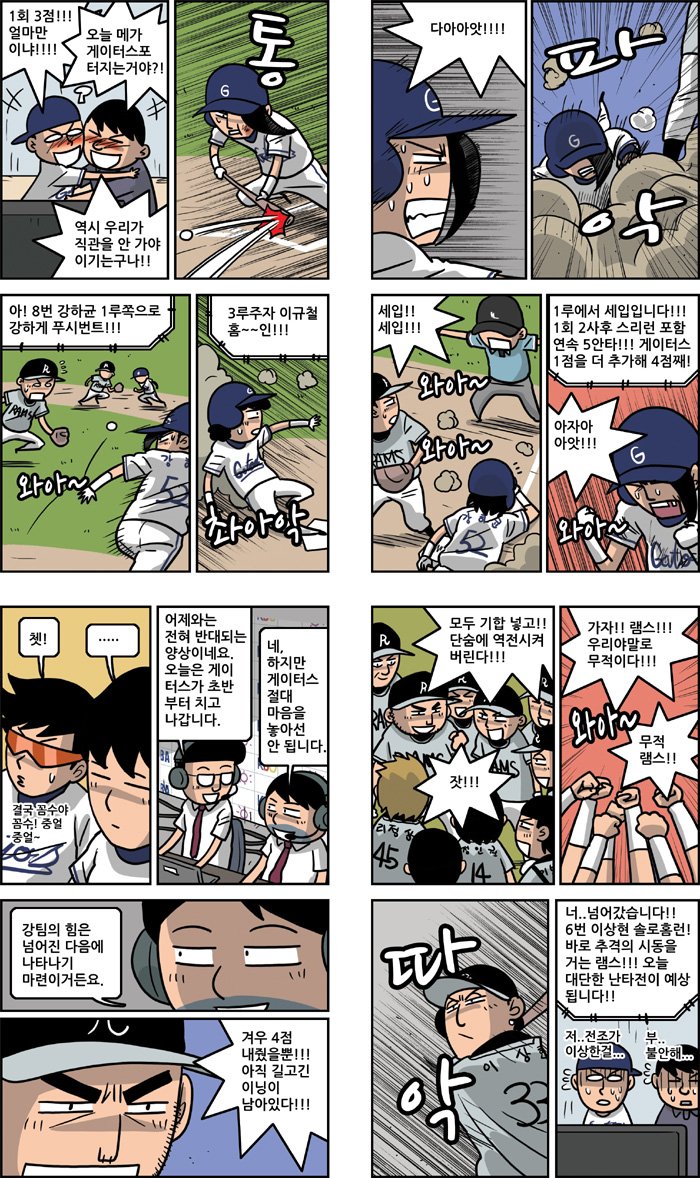 1회 3점!!!
얼마만
이냐!!!!
오늘 메가
게이터스포
터지는거야?!
역시 우리가
직관을 안 가야
이기는구나!!
통
G
아! 8번 강하균 1루쪽으로
강하게 푸시번트!!!
R
RAMS
G
52
와아~
3루주자 이규철
홈~~인!!!
G
Gators
촤아악
다아아앗!!!!
G
파
악
G
세입!!
세입!!!
와아~
와아~
RAMS
G
강하균
52
1루에서 세입입니다!!!
1회 2사후 스리런 포함
연속 5안타!!! 게이터스
1점을 더 추가해 4점째!
아자아
아앗!!!
G
와아~
쳇!
.....
결국 꼼수야
꼼수! 중얼
중얼~
어제와는
전혀 반대되는
양상이네요.
오늘은 게이
터스가 초반
부터 치고
나갑니다.
네,
하지만
게이터스
절대
마음을
놓아선
안 됩니다.
강팀의 힘은
넘어진 다음에
나타나기
마련이거든요.
겨우 4점
내줬을뿐!!!
아직 길고긴
이닝이
남아있다!!!
모두 기합 넣고!!
단숨에 역전시켜
버린다!!!
R
R
잣!!!
45
14
가자!! 램스!!!
우리야말로
무적이다!!!
와아~
무적
램스!!
따
악
이상현
33
너..넘어갔습니다!!
6번 이상현 솔로홈런!
바로 추격의 시동을
거는 램스!!! 오늘
대단한 난타전이 예상
됩니다!!
저..전조가
이상한걸...
부..
불안해...